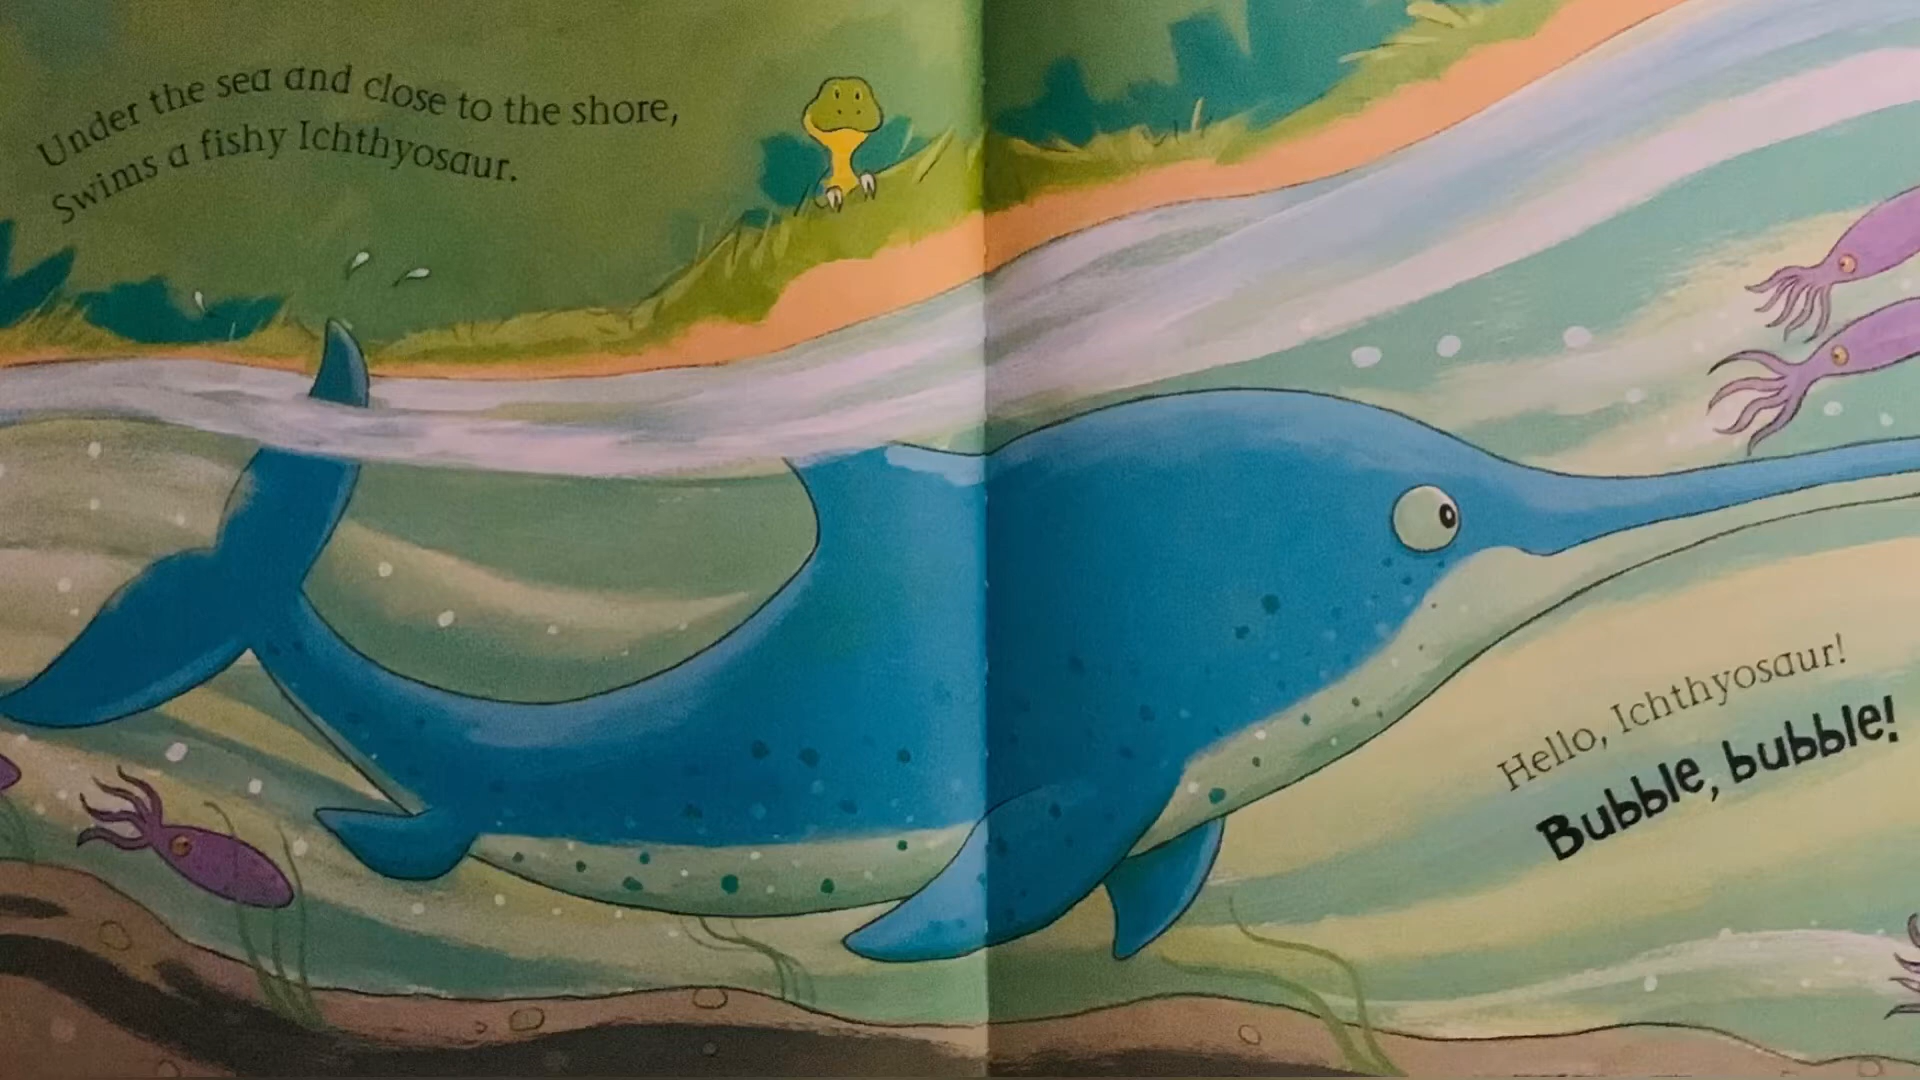 Under the sea and close to the shore,
Swims a fishy Ichthyosaur.
Hello, Ichthyosaur!
Bubble, bubble!